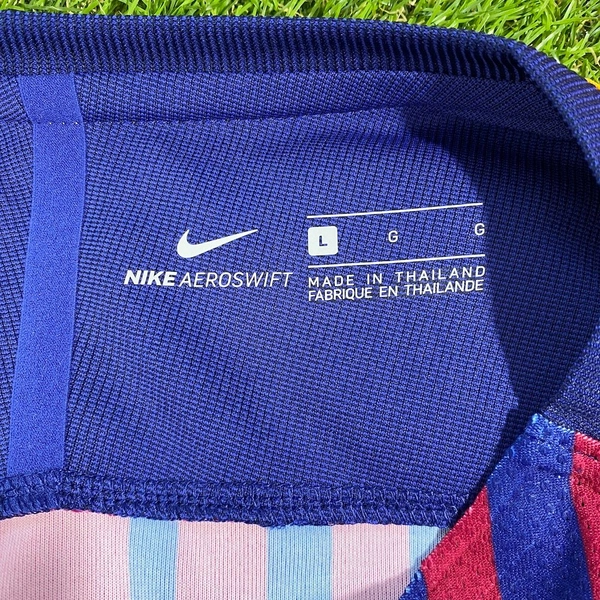 NIKE AEROSWIFT
L G G
MADE IN THAILAND
FABRIQUE EN THAILANDE